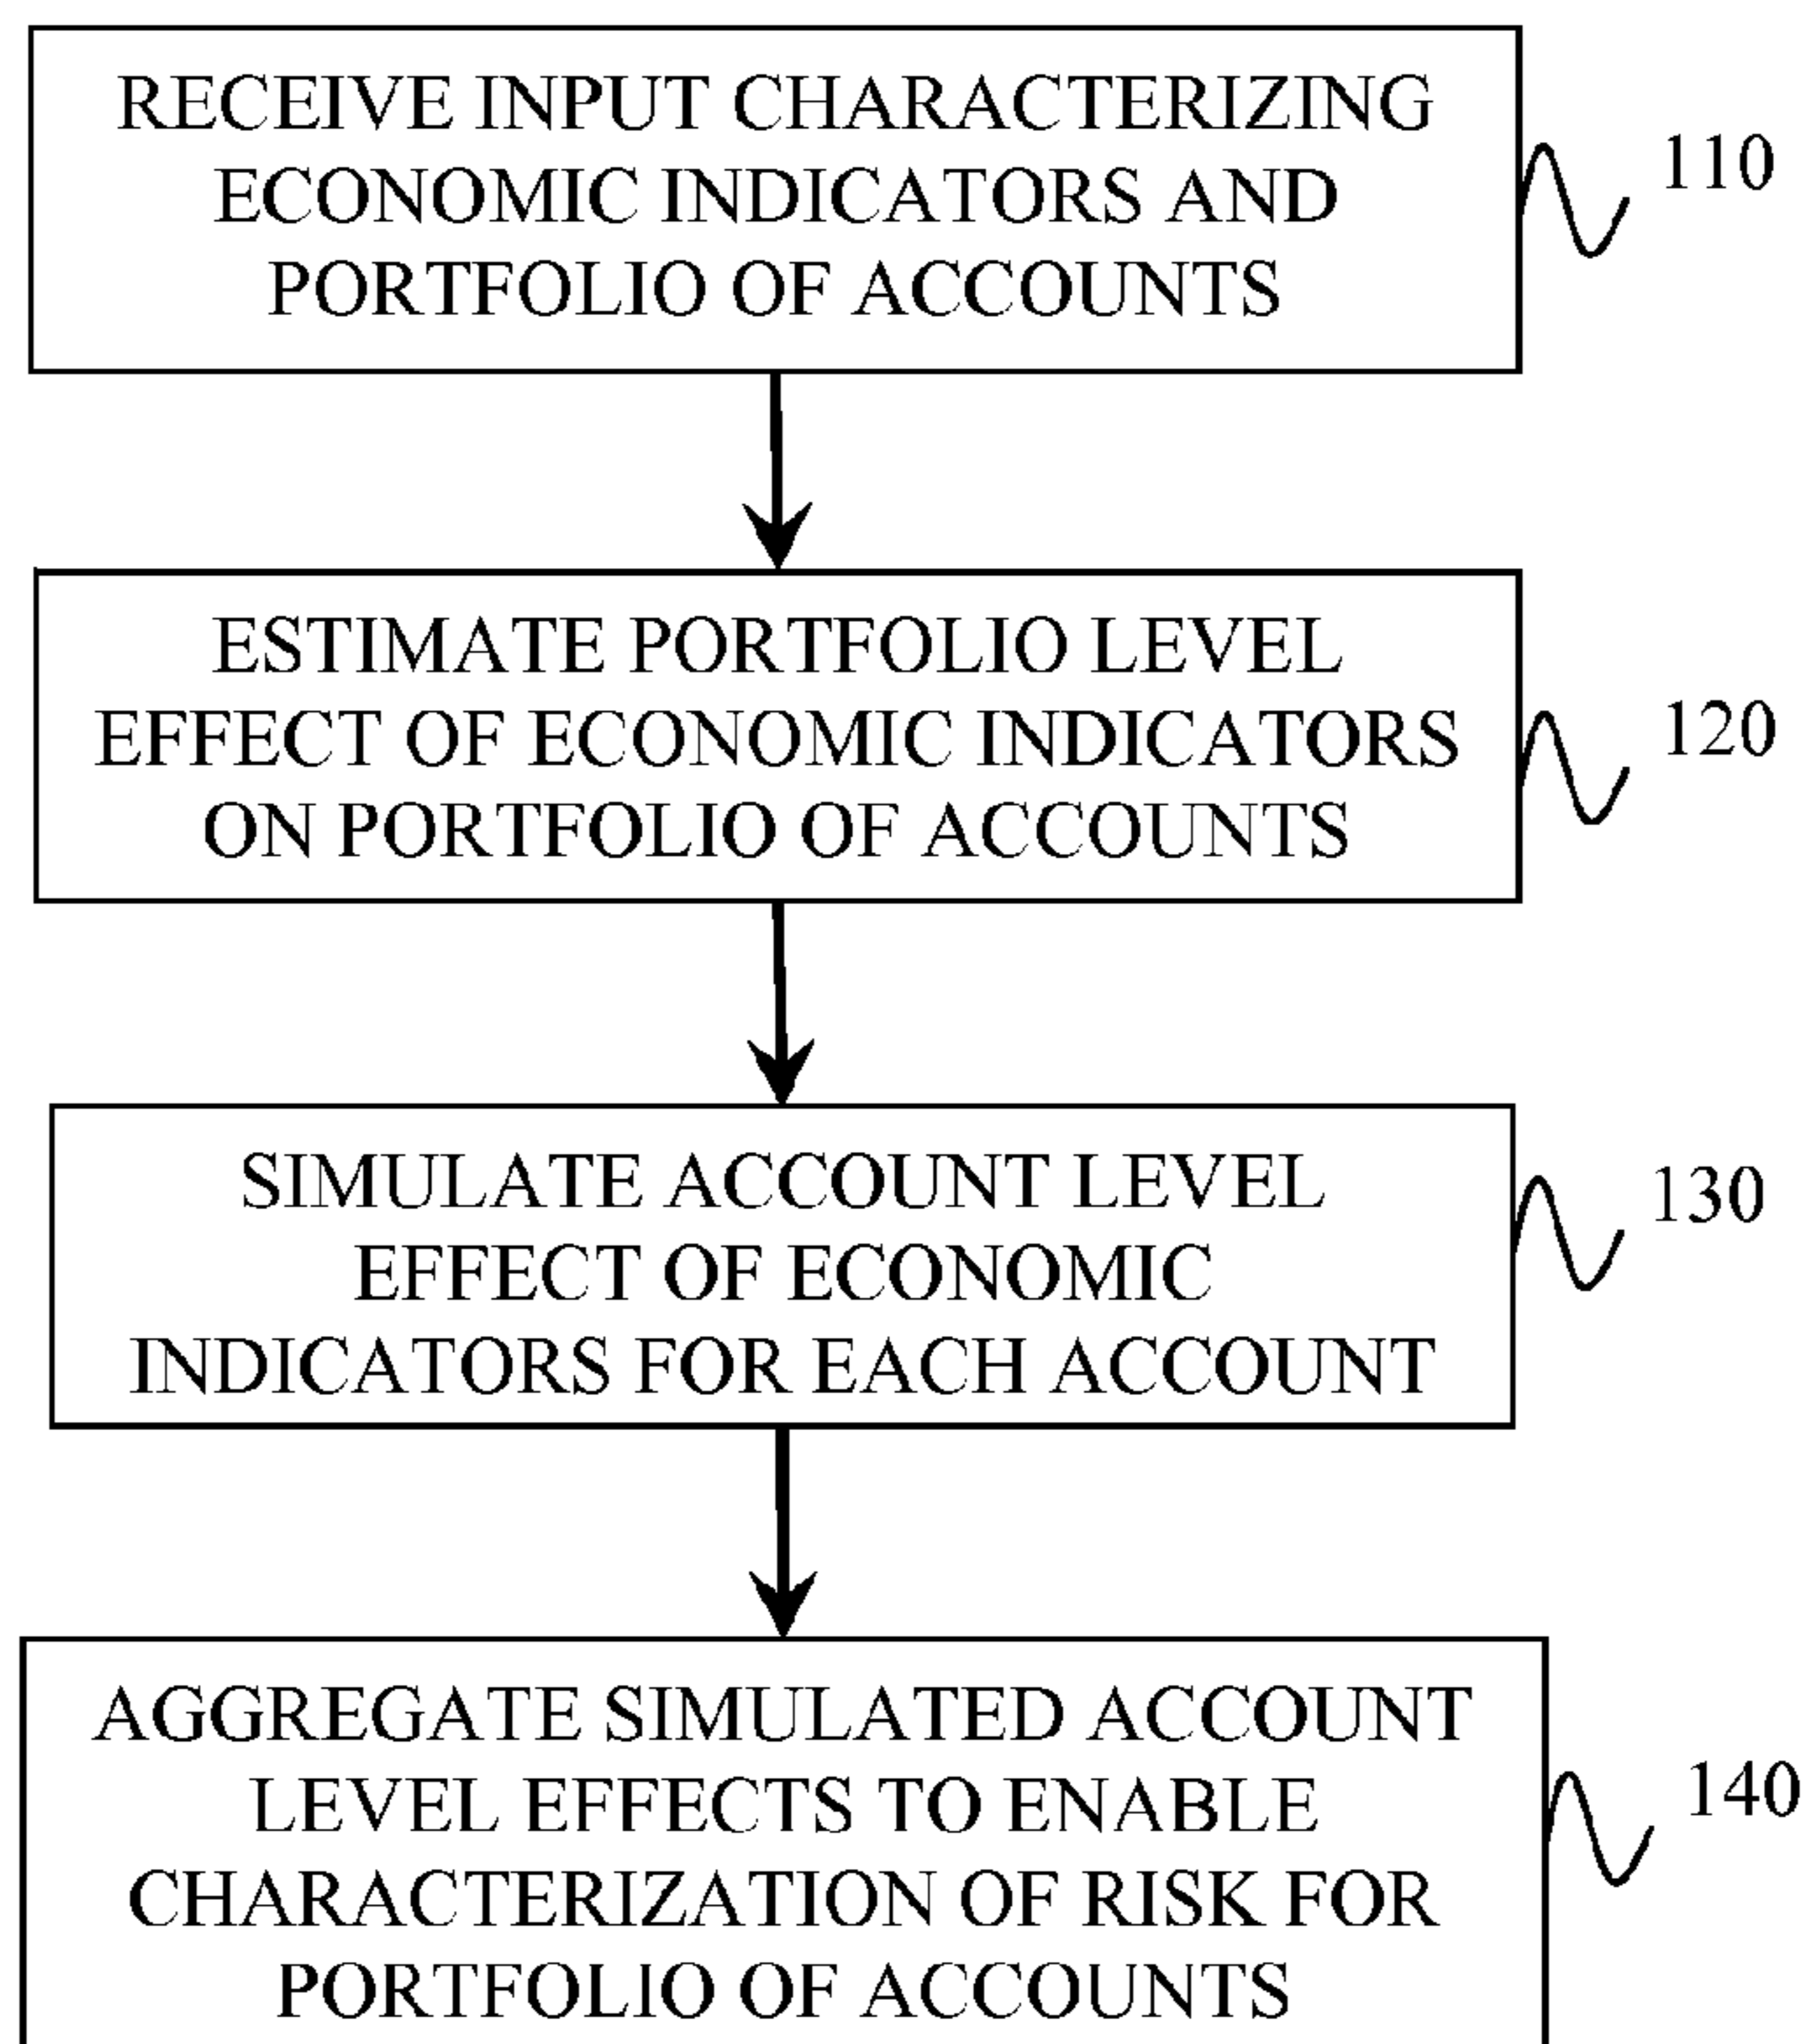 RECEIVE INPUT CHARACTERIZING
ECONOMIC INDICATORS AND
PORTFOLIO OF ACCOUNTS
110
ESTIMATE PORTFOLIO LEVEL
EFFECT OF ECONOMIC INDICATORS
ON PORTFOLIO OF ACCOUNTS
120
SIMULATE ACCOUNT LEVEL
EFFECT OF ECONOMIC
INDICATORS FOR EACH ACCOUNT
130
AGGREGATE SIMULATED ACCOUNT
LEVEL EFFECTS TO ENABLE
CHARACTERIZATION OF RISK FOR
PORTFOLIO OF ACCOUNTS
140